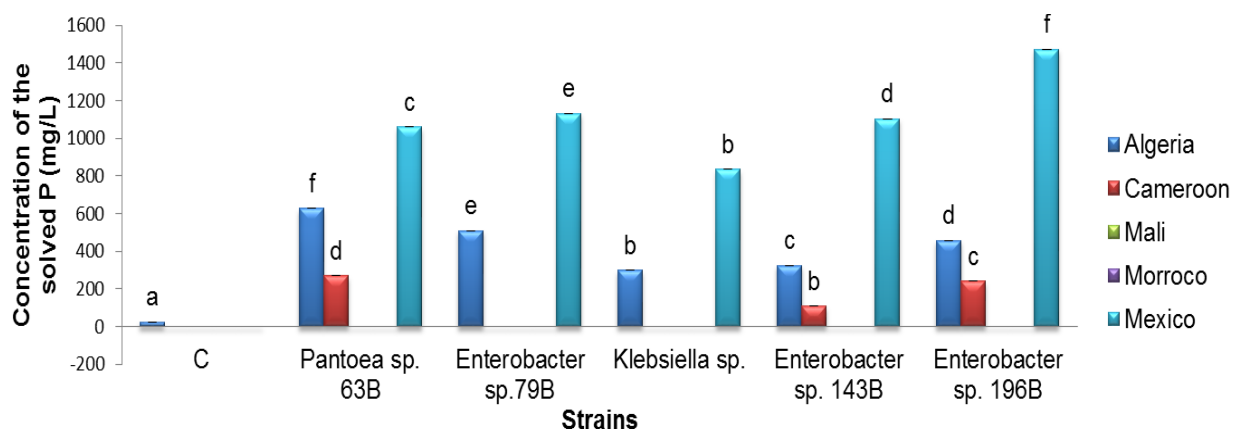 Concentration of the
solved P (mg/L)
1600
1400
1200
1000
800
600
400
200
0
-200
a
f
d
c
e
e
b
b
c
b
d
d
c
f
C
Pantoea sp.
63B
Enterobacter
sp.79B
Klebsiella sp.
Enterobacter
sp. 143B
Enterobacter
sp. 196B
Strains
Algeria
Cameroon
Mali
Morroco
Mexico